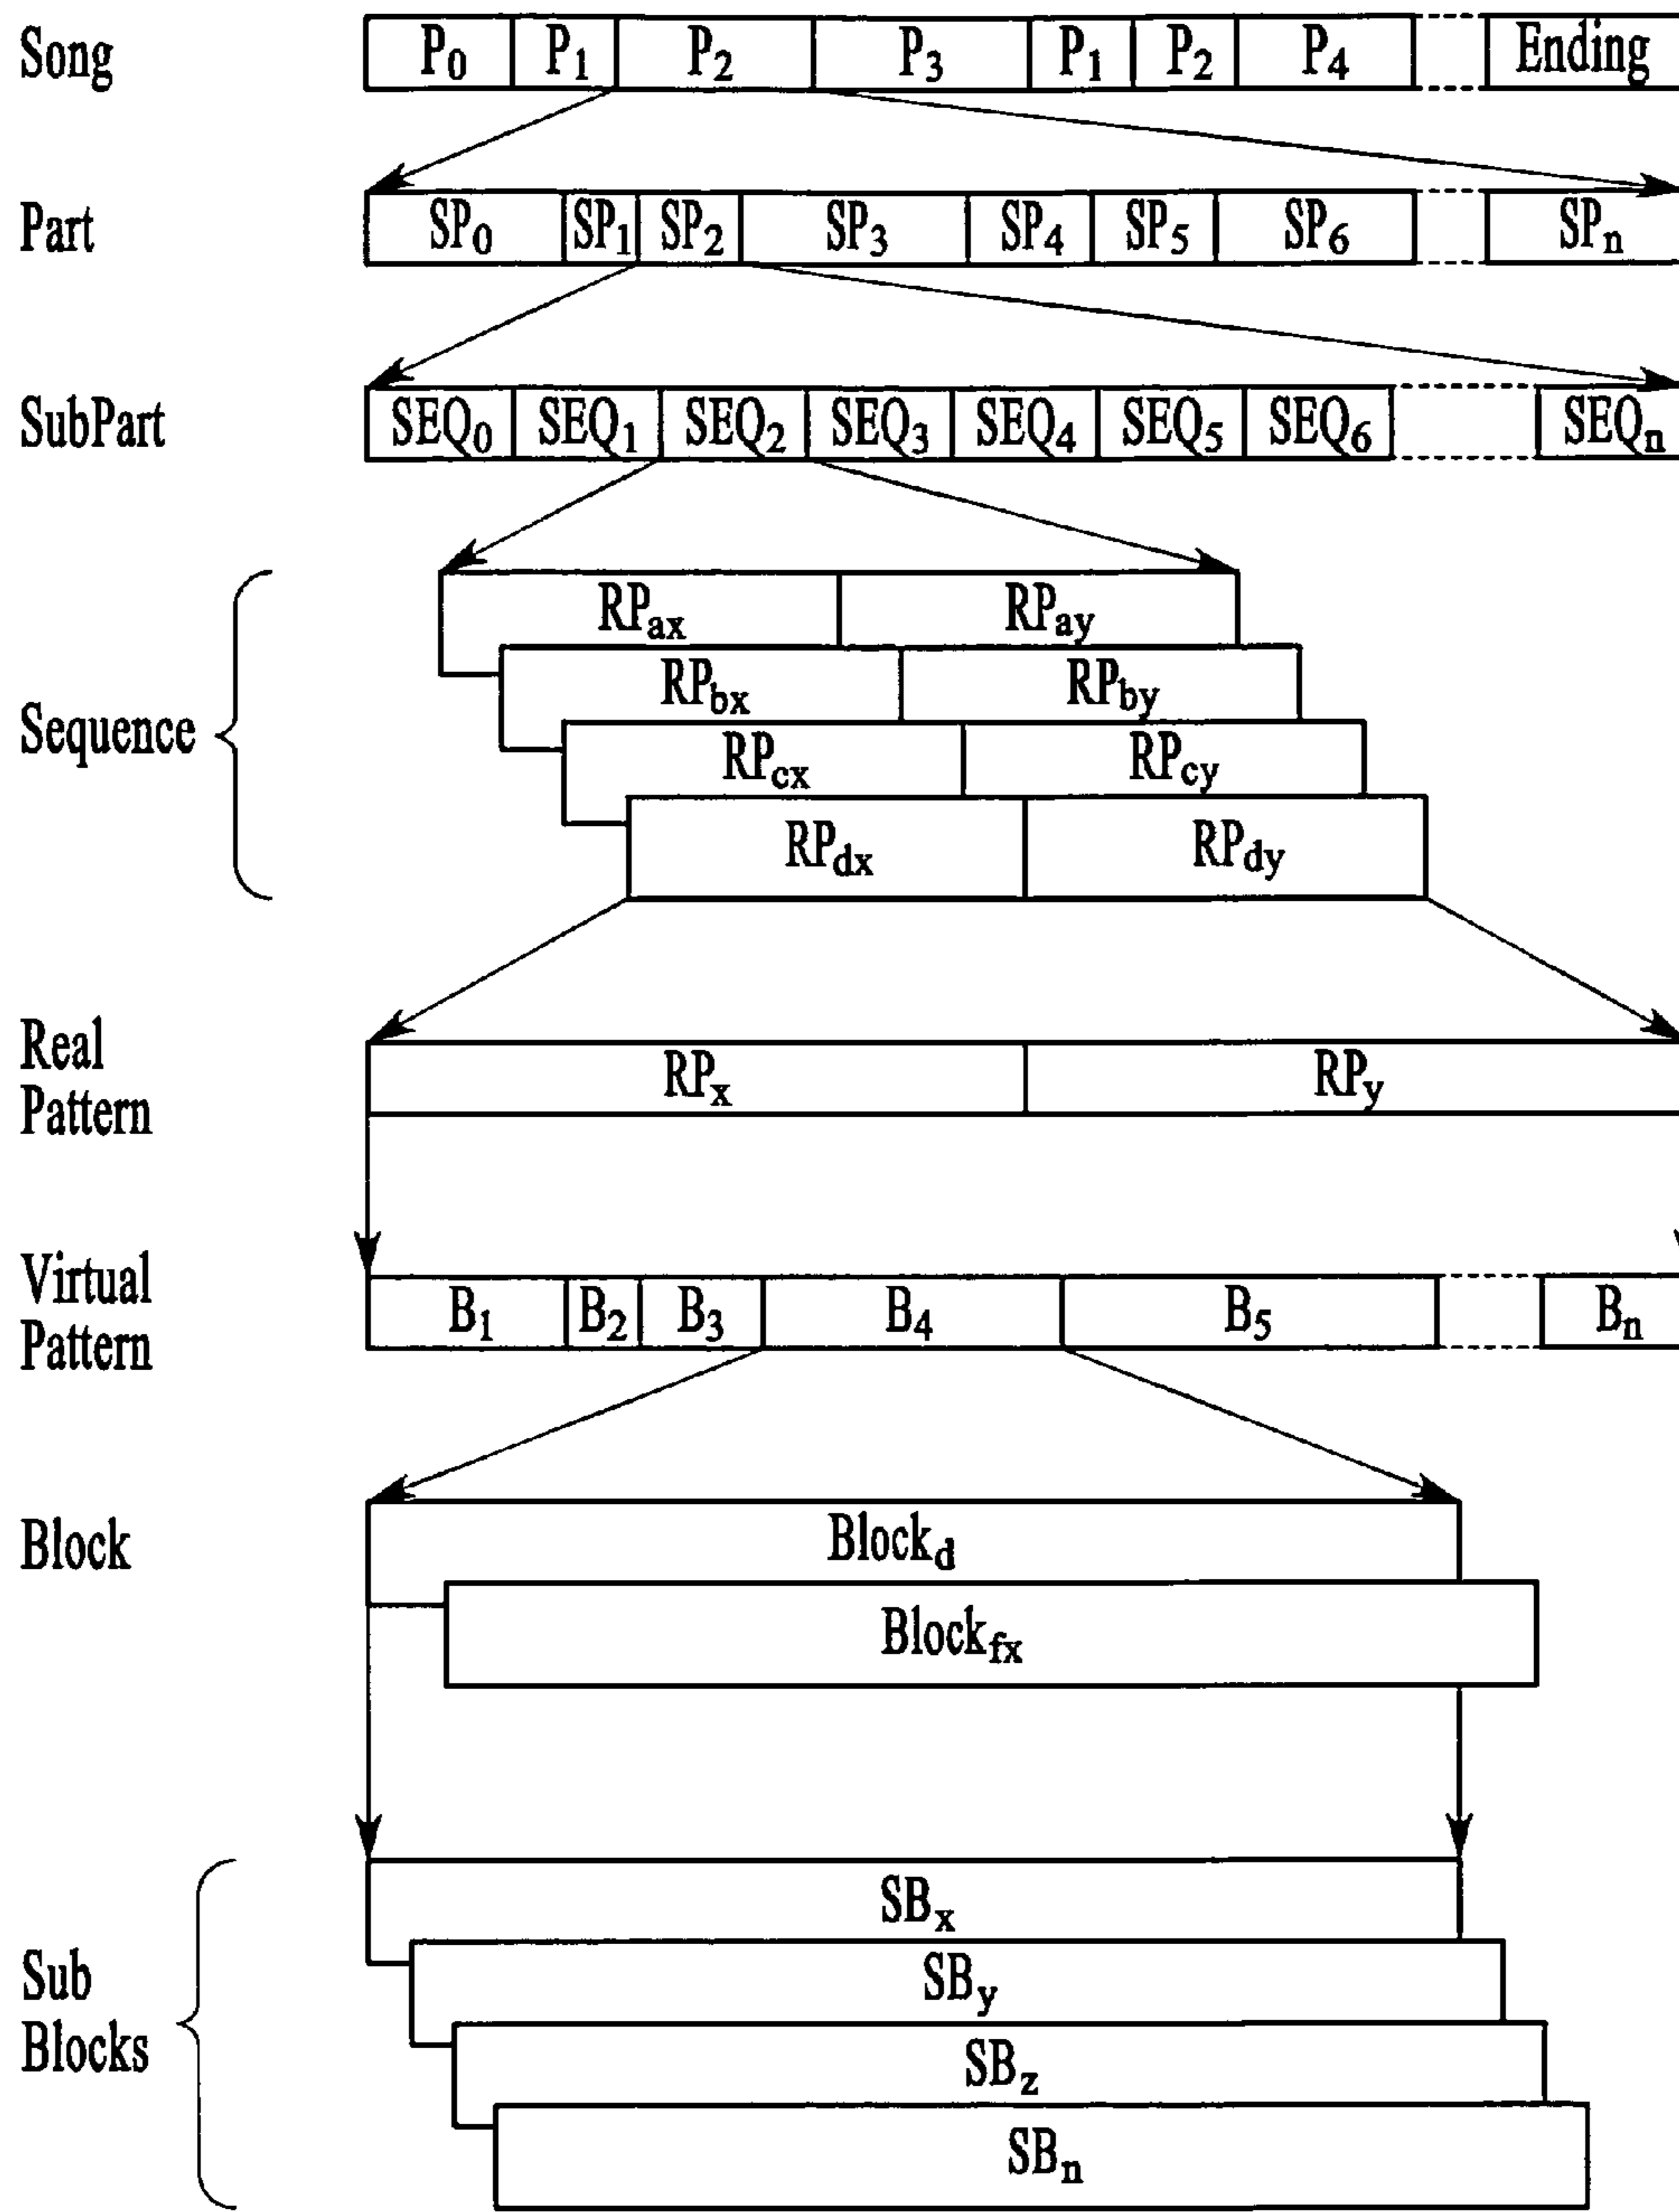 Song P₀ P₁ P₂ P₃ P₁ P₂ P₄ Ending
Part SP₀ SP₁ SP₂ SP₃ SP₄ SP₅ SP₆ SPₙ
SubPart SEQ₀ SEQ₁ SEQ₂ SEQ₃ SEQ₄ SEQ₅ SEQ₆ SEQₙ
Sequence
RPax RPay
RPbx RPby
RPcx RPcy
RPdx RPdy
Real
Pattern
RPx RPy
Virtual
Pattern
B₁ B₂ B₃ B₄ B₅ Bₙ
Block
Blockd
Blockfx
Sub
Blocks
SBx
SBy
SBz
SBn